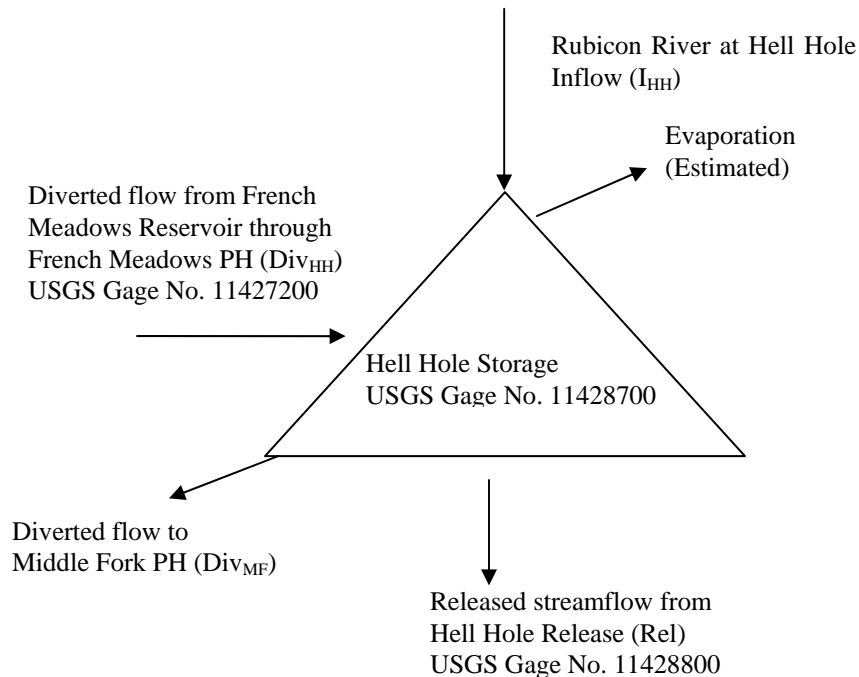 Rubicon River at Hell Hole
Inflow (I_HH)
Evaporation
(Estimated)
Diverted flow from French
Meadows Reservoir through
French Meadows PH (Div_HH)
USGS Gage No. 11427200
Hell Hole Storage
USGS Gage No. 11428700
Diverted flow to
Middle Fork PH (Div_MF)
Released streamflow from
Hell Hole Release (Rel)
USGS Gage No. 11428800